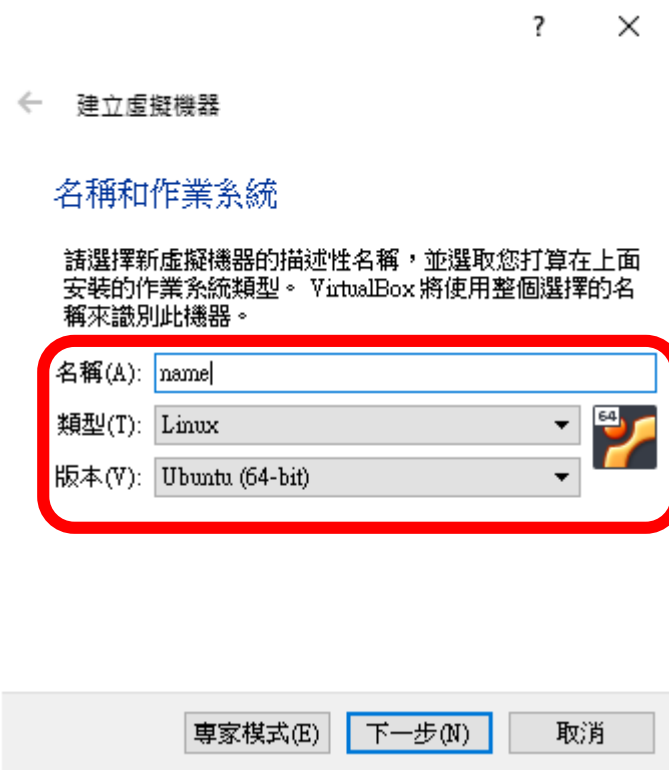 ?
建立虛擬機器
名稱和作業系統
請選擇新虛擬機器的描述性名稱，並選取您打算在上面
安裝的作業系統類型。 VirtualBox 將使用整個選擇的名
稱來識別此機器。
名稱(A): name
類型(T): Linux
64
版本(V): Ubuntu (64-bit)
專家模式(E) 下一步(N) 取消